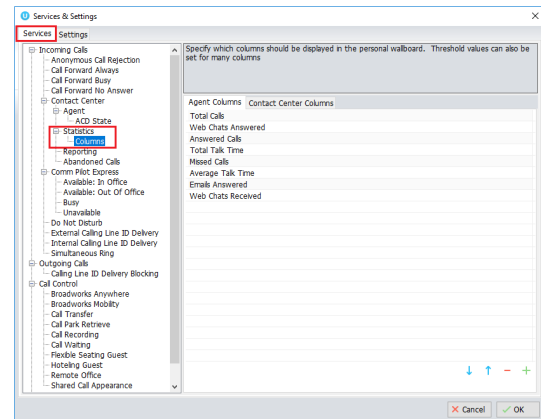 Services & Settings
Services Settings
Incoming Calls
Anonymous Call Rejection
Call Forward Always
Call Forward Busy
Call Forward No Answer
Contact Center
Agent
ACD State
Statistics
Columns
Reporting
Abandoned Calls
Comm Pilot Express
Available: In Office
Available: Out Of Office
Busy
Unavailable
Do Not Disturb
External Calling Line ID Delivery
Internal Calling Line ID Delivery
Simultaneous Ring
Outgoing Calls
Calling Line ID Delivery Blocking
Call Control
Broadworks Anywhere
Broadworks Mobility
Call Transfer
Call Park Retrieve
Call Recording
Call Waiting
Flexible Seating Guest
Hoteling Guest
Remote Office
Shared Call Appearance
Specify which columns should be displayed in the personal wallboard. Threshold values can also be
set for many columns
Agent Columns Contact Center Columns
Total Calls
Web Chats Answered
Answered Calls
Total Talk Time
Missed Calls
Average Talk Time
Emails Answered
Web Chats Received
Cancel OK